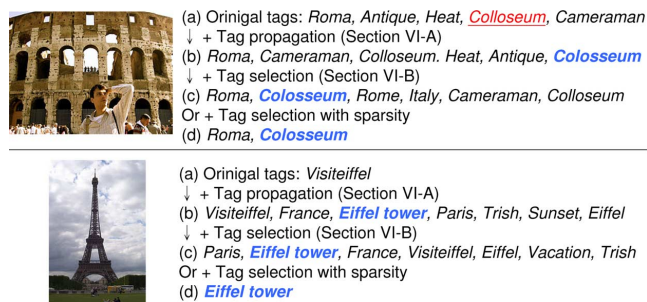 (a) Orinigal tags: Roma, Antique, Heat, Colloseum, Cameraman
↓ + Tag propagation (Section VI-A)
(b) Roma, Cameraman, Colloseum. Heat, Antique, Colosseum
↓ + Tag selection (Section VI-B)
(c) Roma, Colosseum, Rome, Italy, Cameraman, Colloseum
Or + Tag selection with sparsity
(d) Roma, Colosseum
(a) Orinigal tags: Visiteiffel
↓ + Tag propagation (Section VI-A)
(b) Visiteiffel, France, Eiffel tower, Paris, Trish, Sunset, Eiffel
↓ + Tag selection (Section VI-B)
(c) Paris, Eiffel tower, France, Visiteiffel, Eiffel, Vacation, Trish
Or + Tag selection with sparsity
(d) Eiffel tower